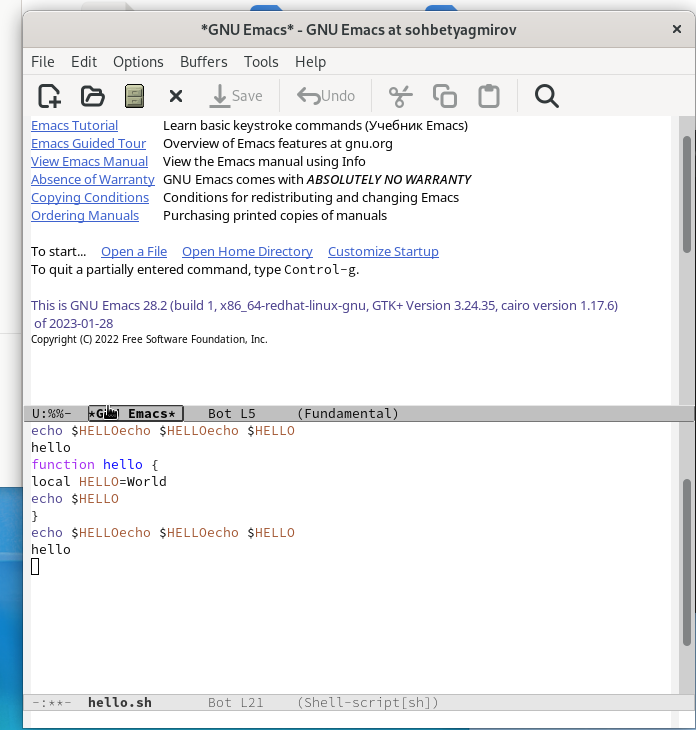 *GNU Emacs* - GNU Emacs at sohbetyagmirov
File Edit Options Buffers Tools Help
Save Undo
Emacs Tutorial Learn basic keystroke commands (Учебник Emacs)
Emacs Guided Tour Overview of Emacs features at gnu.org
View Emacs Manual View the Emacs manual using Info
Absence of Warranty GNU Emacs comes with ABSOLUTELY NO WARRANTY
Copying Conditions Conditions for redistributing and changing Emacs
Ordering Manuals Purchasing printed copies of manuals
To start... Open a File Open Home Directory Customize Startup
To quit a partially entered command, type Control-g.
This is GNU Emacs 28.2 (build 1, x86_64-redhat-linux-gnu, GTK+ Version 3.24.35, cairo version 1.17.6)
of 2023-01-28
Copyright (C) 2022 Free Software Foundation, Inc.
U:%%- *GNU Emacs* Bot L5 (Fundamental)
echo $HELLOecho $HELLOecho $HELLO
hello
function hello {
local HELLO=World
echo $HELLO
}
echo $HELLOecho $HELLOecho $HELLO
hello
-:**- hello.sh Bot L21 (Shell-script[sh])